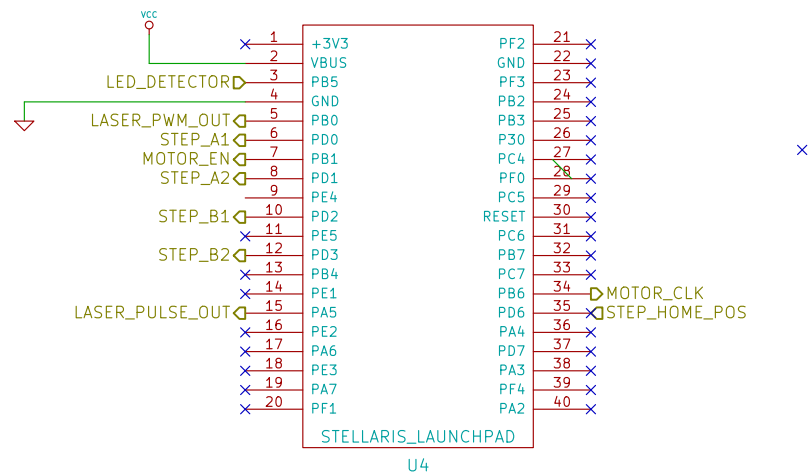 VCC
1 +3V3 PF2 21
2 VBUS GND 22
LED_DETECTOR 3 PB5 PF3 23
4 GND PB2 24
LASER_PWM_OUT 5 PB0 PB3 25
STEP_A1 6 PD0 P30 26
MOTOR_EN 7 PB1 PC4 27
STEP_A2 8 PD1 PF0 28
9 PE4 PC5 29
STEP_B1 10 PD2 RESET 30
11 PE5 PC6 31
STEP_B2 12 PD3 PB7 32
13 PB4 PC7 33
14 PE1 PB6 34 MOTOR_CLK
LASER_PULSE_OUT 15 PA5 PD6 35 STEP_HOME_POS
16 PE2 PA4 36
17 PA6 PD7 37
18 PE3 PA3 38
19 PA7 PF4 39
20 PF1 PA2 40
STELLARIS_LAUNCHPAD
U4